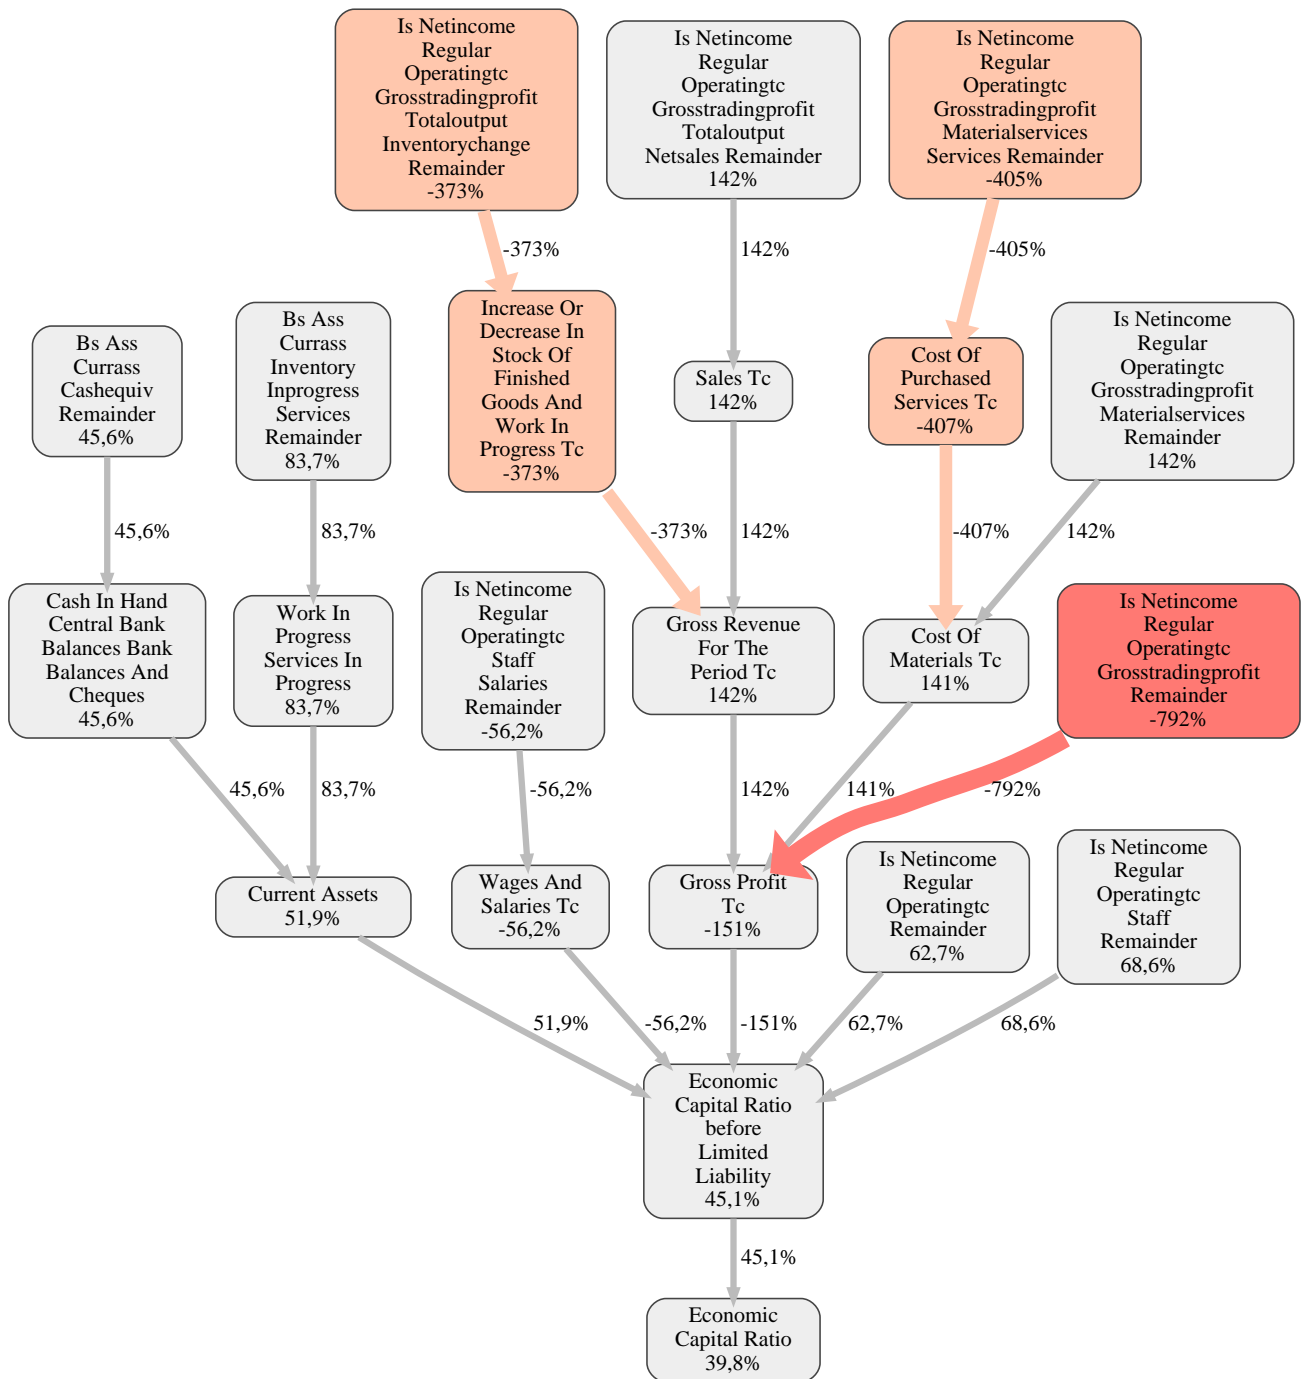 Is Netincome
Regular
Operatingtc
Grosstradingprofit
Totaloutput
Inventorychange
Remainder
-373%
Is Netincome
Regular
Operatingtc
Grosstradingprofit
Totaloutput
Netsales Remainder
142%
Is Netincome
Regular
Operatingtc
Grosstradingprofit
Materialservices
Services Remainder
-405%
-373%
142%
-405%
Bs Ass
Currass
Cashequiv
Remainder
45,6%
Bs Ass
Currass
Inventory
Inprogress
Services
Remainder
83,7%
Increase Or
Decrease In
Stock Of
Finished
Goods And
Work In
Progress Tc
-373%
Sales Tc
142%
Cost Of
Purchased
Services Tc
-407%
Is Netincome
Regular
Operatingtc
Grosstradingprofit
Materialservices
Remainder
142%
45,6%
83,7%
-373%
142%
-407%
142%
Cash In Hand
Central Bank
Balances Bank
Balances And
Cheques
45,6%
Work In
Progress
Services In
Progress
83,7%
Is Netincome
Regular
Operatingtc
Staff
Salaries
Remainder
-56,2%
Gross Revenue
For The
Period Tc
142%
Cost Of
Materials Tc
141%
Is Netincome
Regular
Operatingtc
Grosstradingprofit
Remainder
-792%
45,6%
83,7%
-56,2%
142%
141%
-792%
Current Assets
51,9%
Wages And
Salaries Tc
-56,2%
Gross Profit
Tc
-151%
Is Netincome
Regular
Operatingtc
Remainder
62,7%
Is Netincome
Regular
Operatingtc
Staff
Remainder
68,6%
51,9%
-56,2%
-151%
62,7%
68,6%
Economic
Capital Ratio
before
Limited
Liability
45,1%
45,1%
Economic
Capital Ratio
39,8%